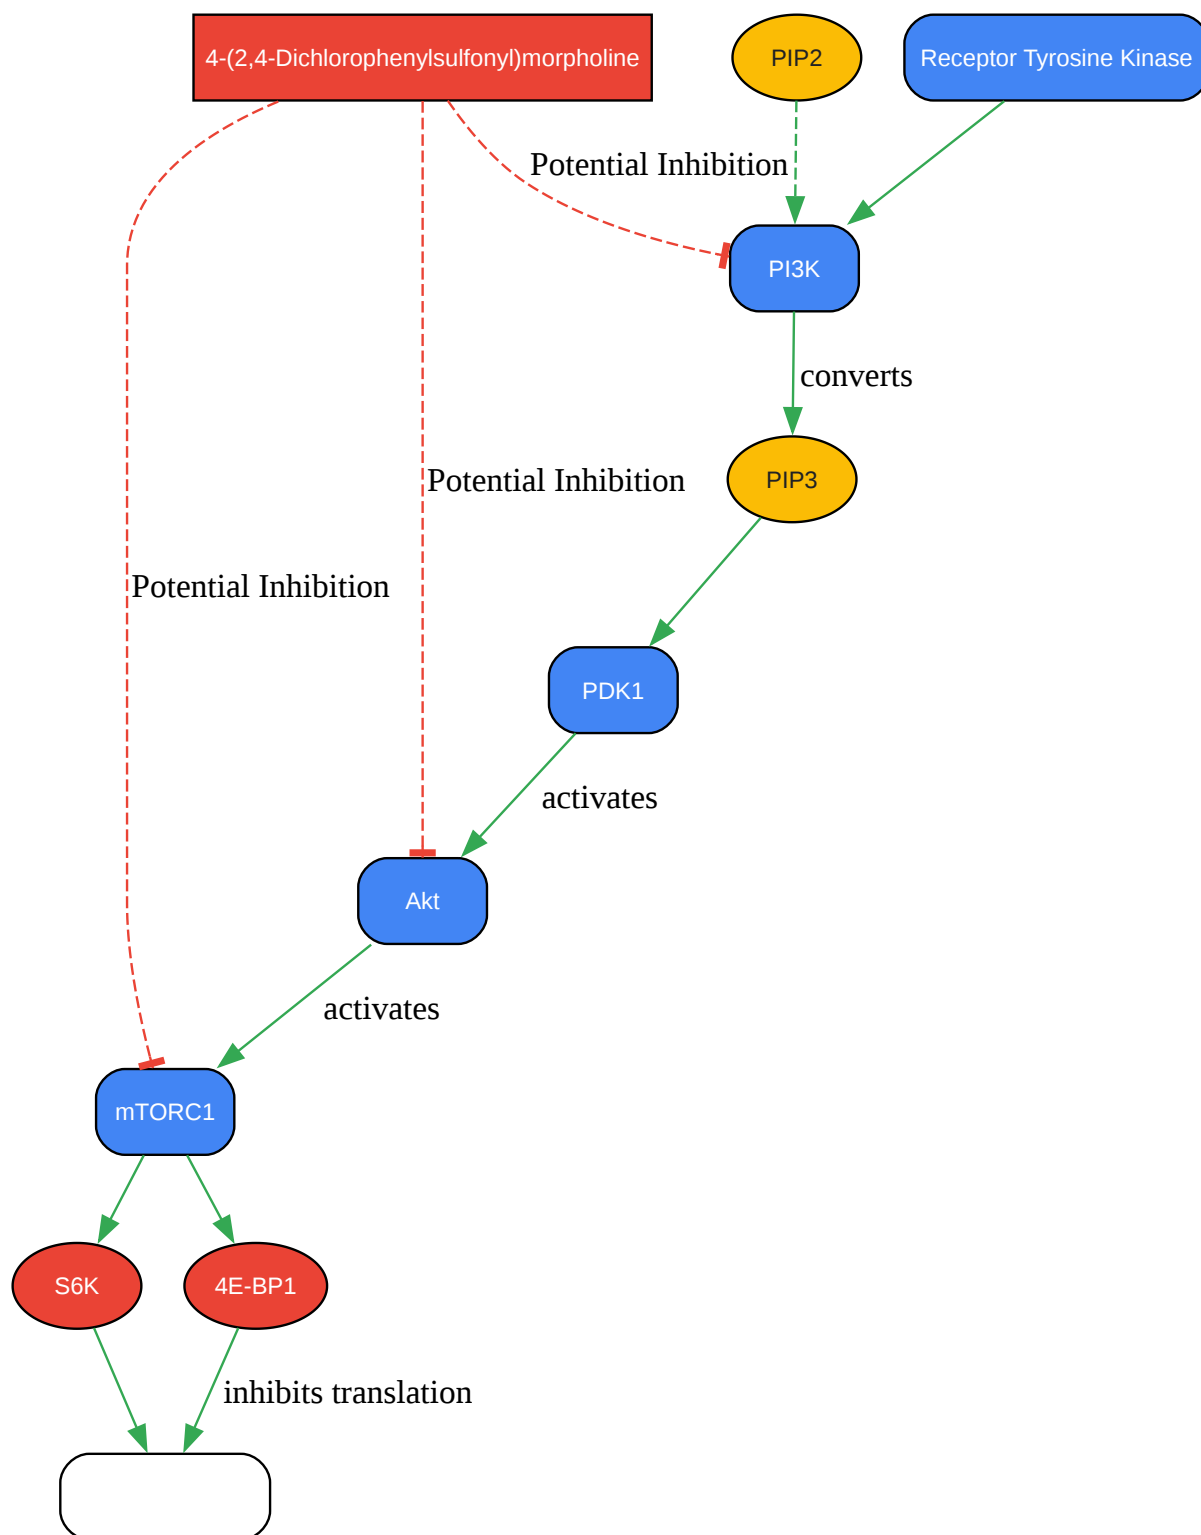 4-(2,4-Dichlorophenylsulfonyl)morpholine
PIP2
Receptor Tyrosine Kinase
Potential Inhibition
PI3K
converts
PIP3
Potential Inhibition
Potential Inhibition
PDK1
activates
Akt
activates
mTORC1
S6K
4E-BP1
inhibits translation